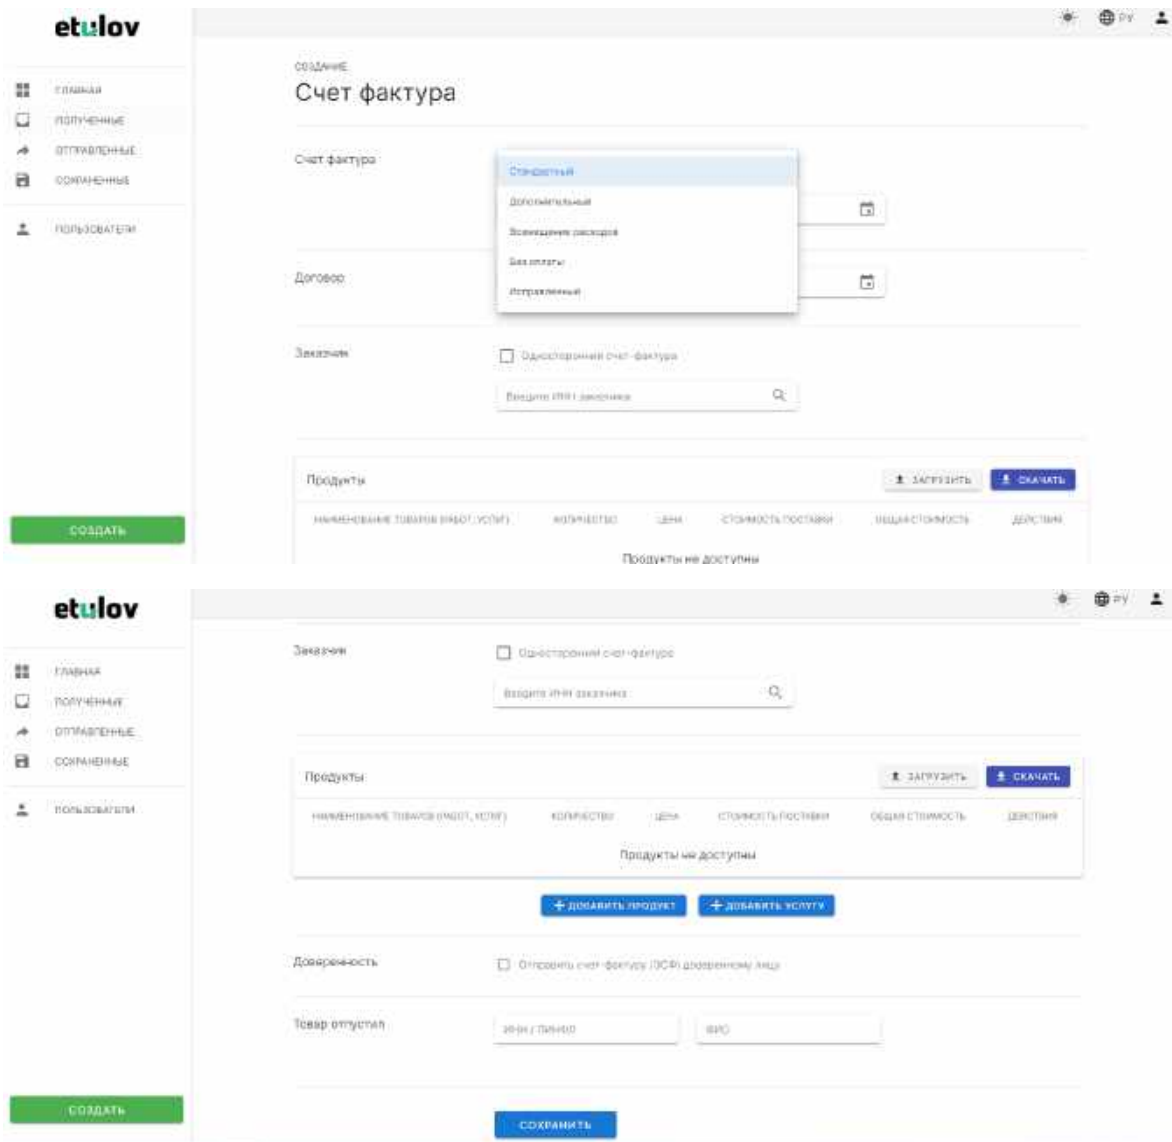 etulov
РУ
ГЛАВНАЯ
ПОЛУЧЕННЫЕ
ОТПРАВЛЕННЫЕ
СОХРАНЕННЫЕ
ПОЛЬЗОВАТЕЛИ
СОЗДАТЬ
СОЗДАНИЕ
Счет фактура
Счет фактура
Стандартный
Дополнительный
Возмещение расходов
Без оплаты
Исправленный
Договор
Заказчик
Односторонний счет-фактура
Введите ИНН заказчика
Продукты
ЗАГРУЗИТЬ
СКАЧАТЬ
НАИМЕНОВАНИЕ ТОВАРОВ (РАБОТ, УСЛУГ) КОЛИЧЕСТВО ЦЕНА СТОИМОСТЬ ПОСТАВКИ ОБЩАЯ СТОИМОСТЬ ДЕЙСТВИЯ
Продукты не доступны
etulov
РУ
ГЛАВНАЯ
ПОЛУЧЕННЫЕ
ОТПРАВЛЕННЫЕ
СОХРАНЕННЫЕ
ПОЛЬЗОВАТЕЛИ
СОЗДАТЬ
Заказчик
Односторонний счет-фактура
Введите ИНН заказчика
Продукты
ЗАГРУЗИТЬ
СКАЧАТЬ
НАИМЕНОВАНИЕ ТОВАРОВ (РАБОТ, УСЛУГ) КОЛИЧЕСТВО ЦЕНА СТОИМОСТЬ ПОСТАВКИ ОБЩАЯ СТОИМОСТЬ ДЕЙСТВИЯ
Продукты не доступны
+ ДОБАВИТЬ ПРОДУКТ
+ ДОБАВИТЬ УСЛУГУ
Доверенность
Отправить счет-фактуру (ЭСФ) доверенному лицу
Товар отпустил
ИНН / ПИНФЛ
ФИО
СОХРАНИТЬ